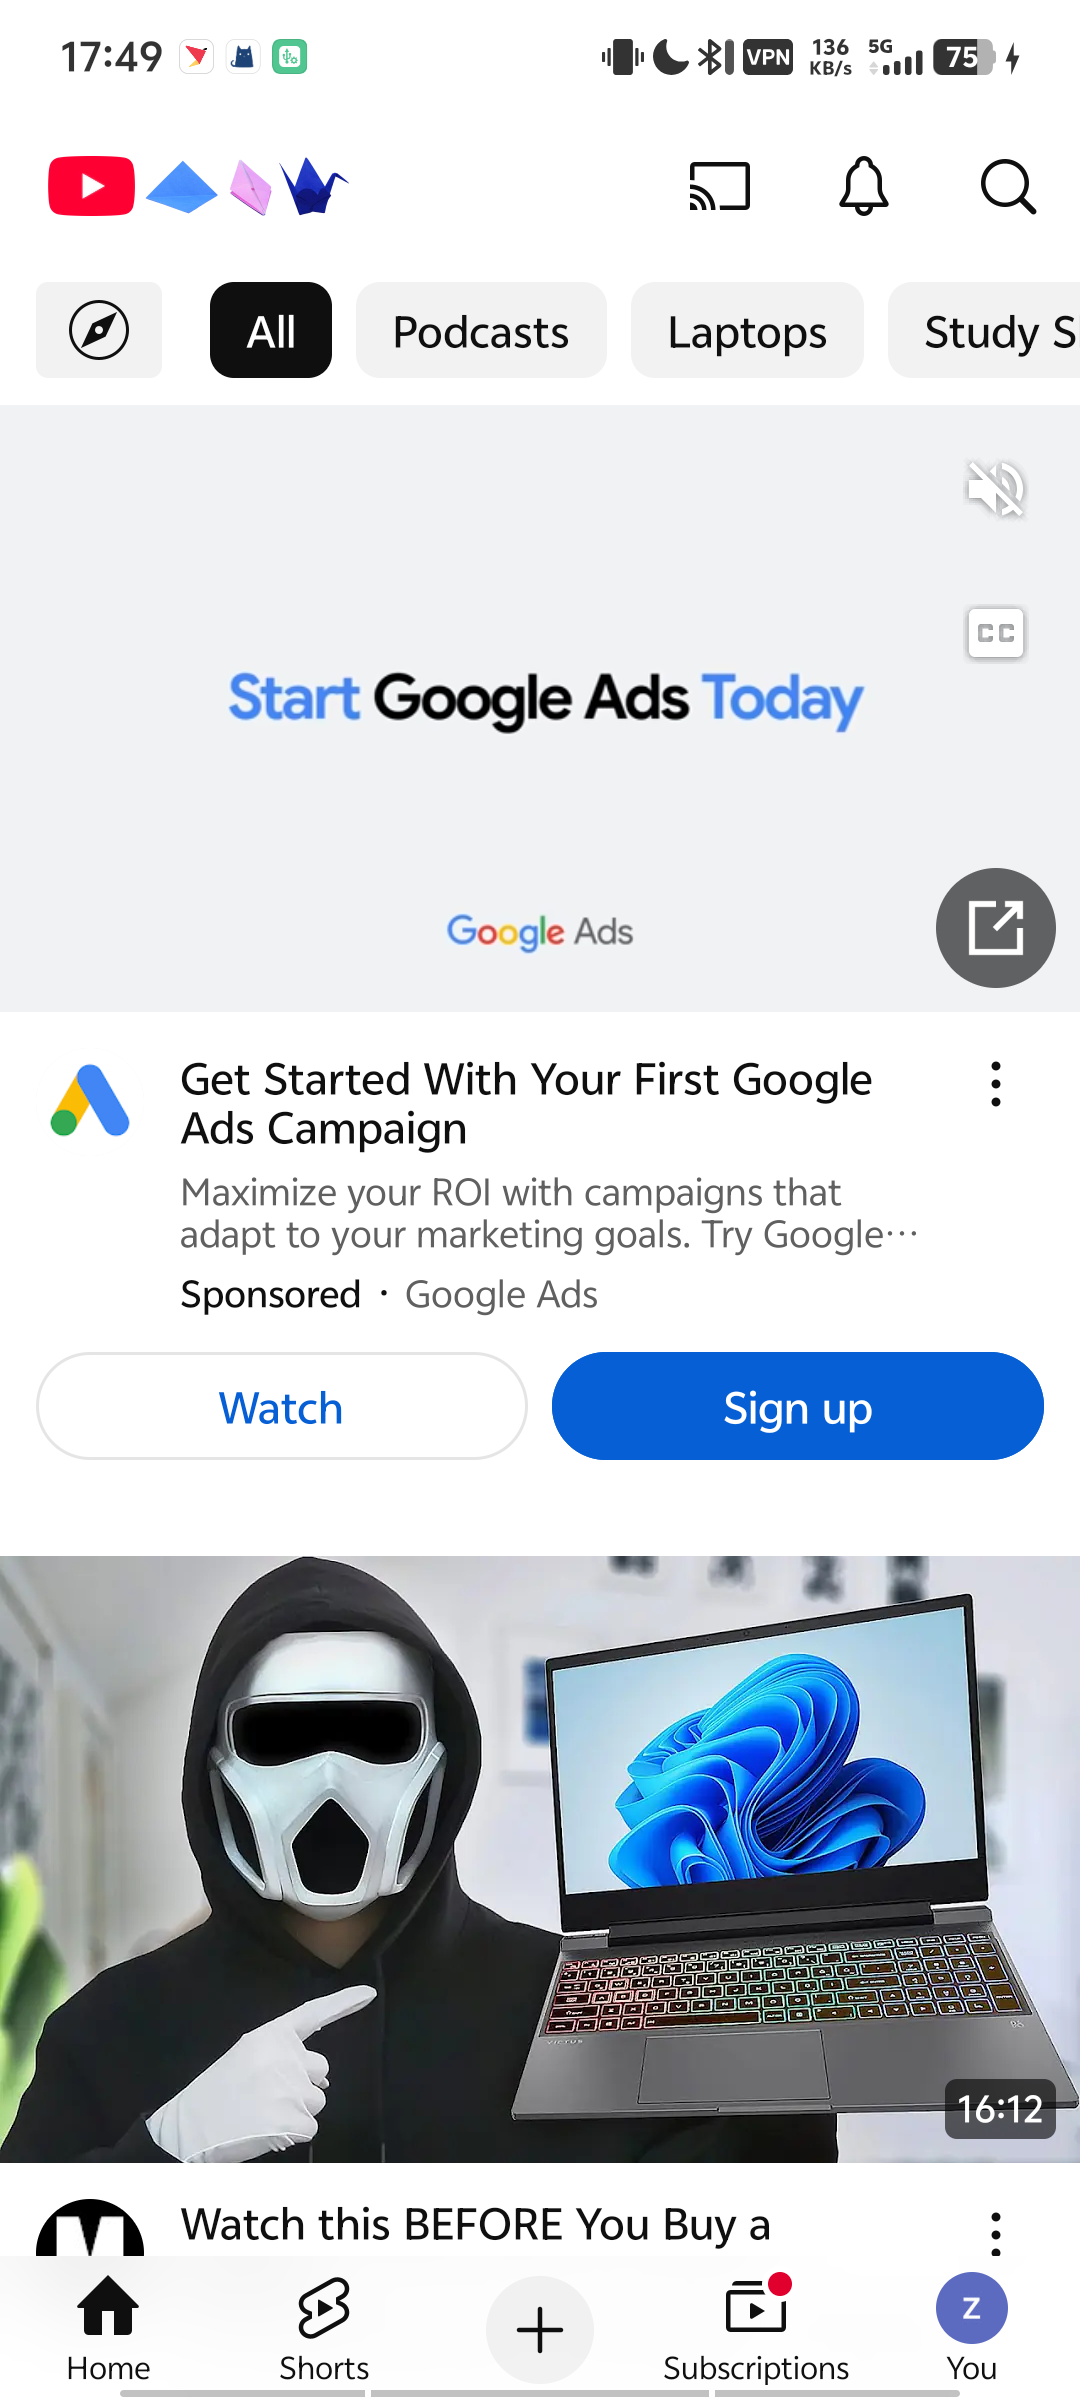 17:49
VPN
136
KB/s
5G
75
All
Podcasts
Laptops
Study S
CC
Start Google Ads Today
Google Ads
Get Started With Your First Google
Ads Campaign
Maximize your ROI with campaigns that
adapt to your marketing goals. Try Google…
Sponsored · Google Ads
Watch
Sign up
VICTUS
16:12
Watch this BEFORE You Buy a
Z
Home
Shorts
Subscriptions
You